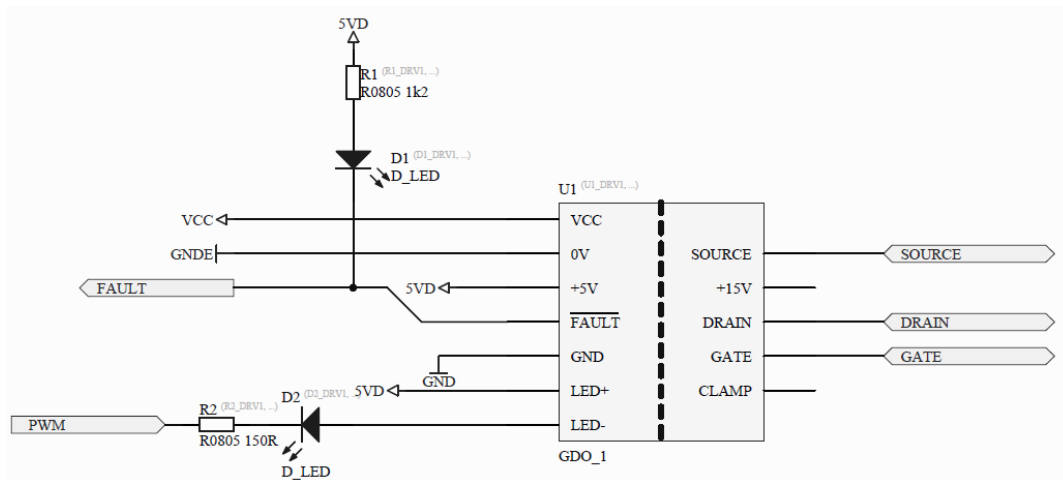 5VD
R1 (R1_DRV1, ...)
R0805 1k2
D1 (D1_DRV1, ...)
D_LED
U1 (U1_DRV1, ...)
VCC VCC
GNDE 0V SOURCE SOURCE
FAULT 5VD +5V +15V
FAULT DRAIN DRAIN
GND GND GATE GATE
5VD LED+ CLAMP
PWM R2 (R2_DRV1, ...) D2 (D2_DRV1, ...) LED-
R0805 150R
D_LED
GDO_1